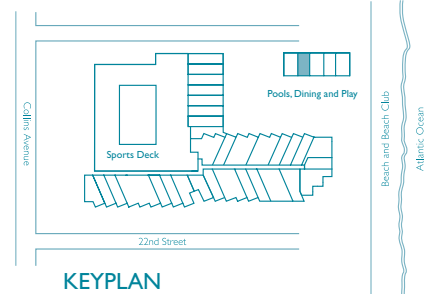 Pools, Dining and Play
Collins Avenue
Sports Deck
Beach and Beach Club
Atlantic Ocean
22nd Street
KEYPLAN